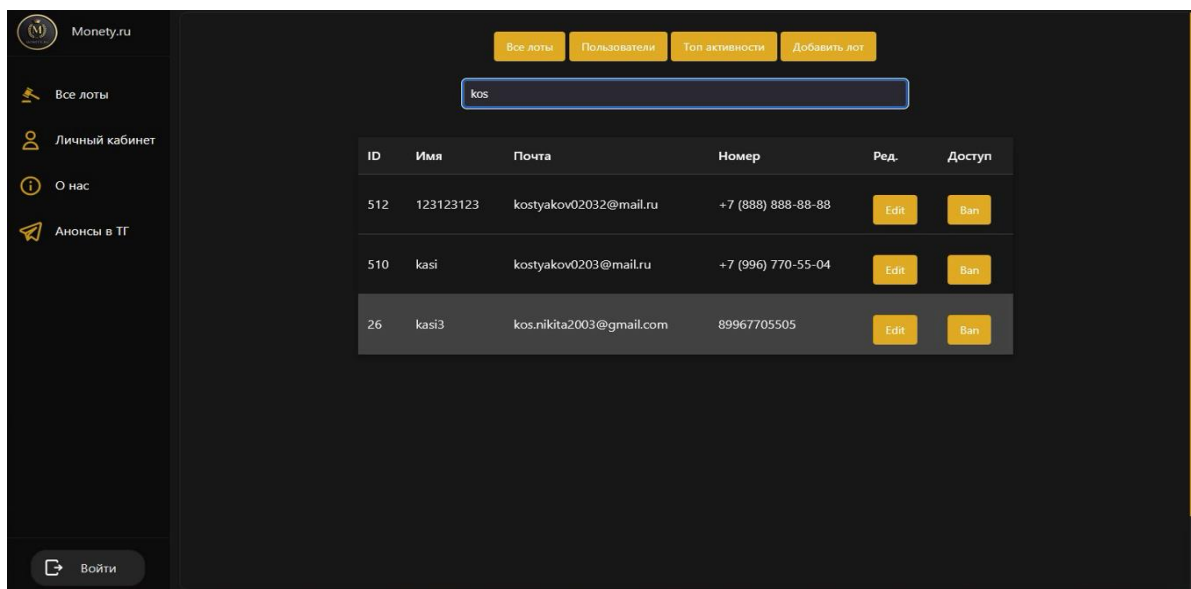 Monety.ru
Все лоты
Личный кабинет
О нас
Анонсы в ТГ
Войти
Все лоты Пользователи Топ активности Добавить лот
kos
ID Имя Почта Номер Ред. Доступ
512 123123123 kostyakov02032@mail.ru +7 (888) 888-88-88 Edit Ban
510 kasi kostyakov0203@mail.ru +7 (996) 770-55-04 Edit Ban
26 kasi3 kos.nikita2003@gmail.com 89967705505 Edit Ban